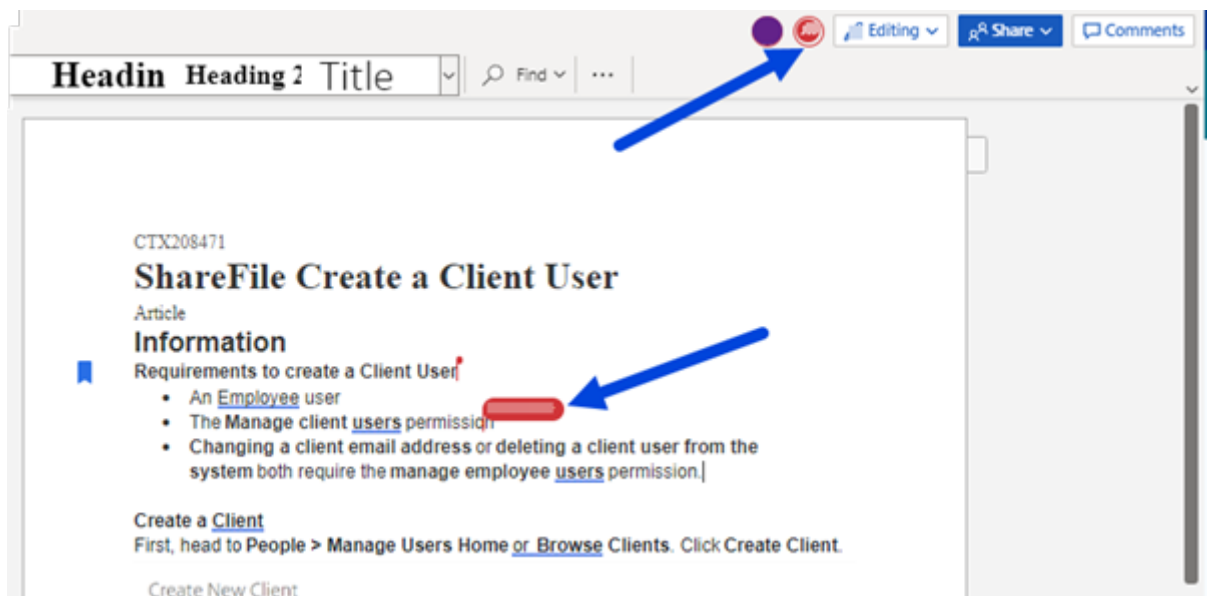 Editing Share Comments
Headin Heading 2 Title Find ...
CTX208471
ShareFile Create a Client User
Article
Information
Requirements to create a Client User
• An Employee user
• The Manage client users permission
• Changing a client email address or deleting a client user from the
system both require the manage employee users permission.
Create a Client
First, head to People > Manage Users Home or Browse Clients. Click Create Client.
Create New Client